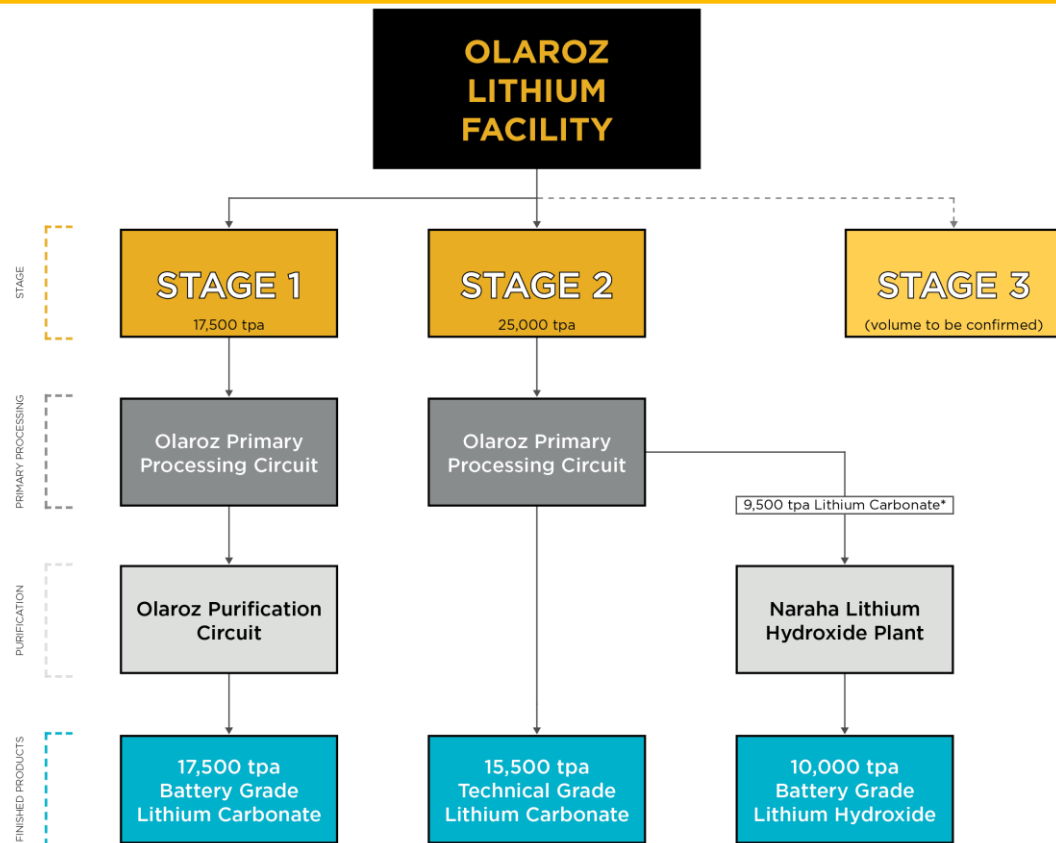 OLAROZ
LITHIUM
FACILITY
STAGE
STAGE 1
17,500 tpa
STAGE 2
25,000 tpa
STAGE 3
(volume to be confirmed)
PRIMARY PROCESSING
Olaroz Primary
Processing Circuit
Olaroz Primary
Processing Circuit
9,500 tpa Lithium Carbonate*
PURIFICATION
Olaroz Purification
Circuit
Naraha Lithium
Hydroxide Plant
FINISHED PRODUCTS
17,500 tpa
Battery Grade
Lithium Carbonate
15,500 tpa
Technical Grade
Lithium Carbonate
10,000 tpa
Battery Grade
Lithium Hydroxide